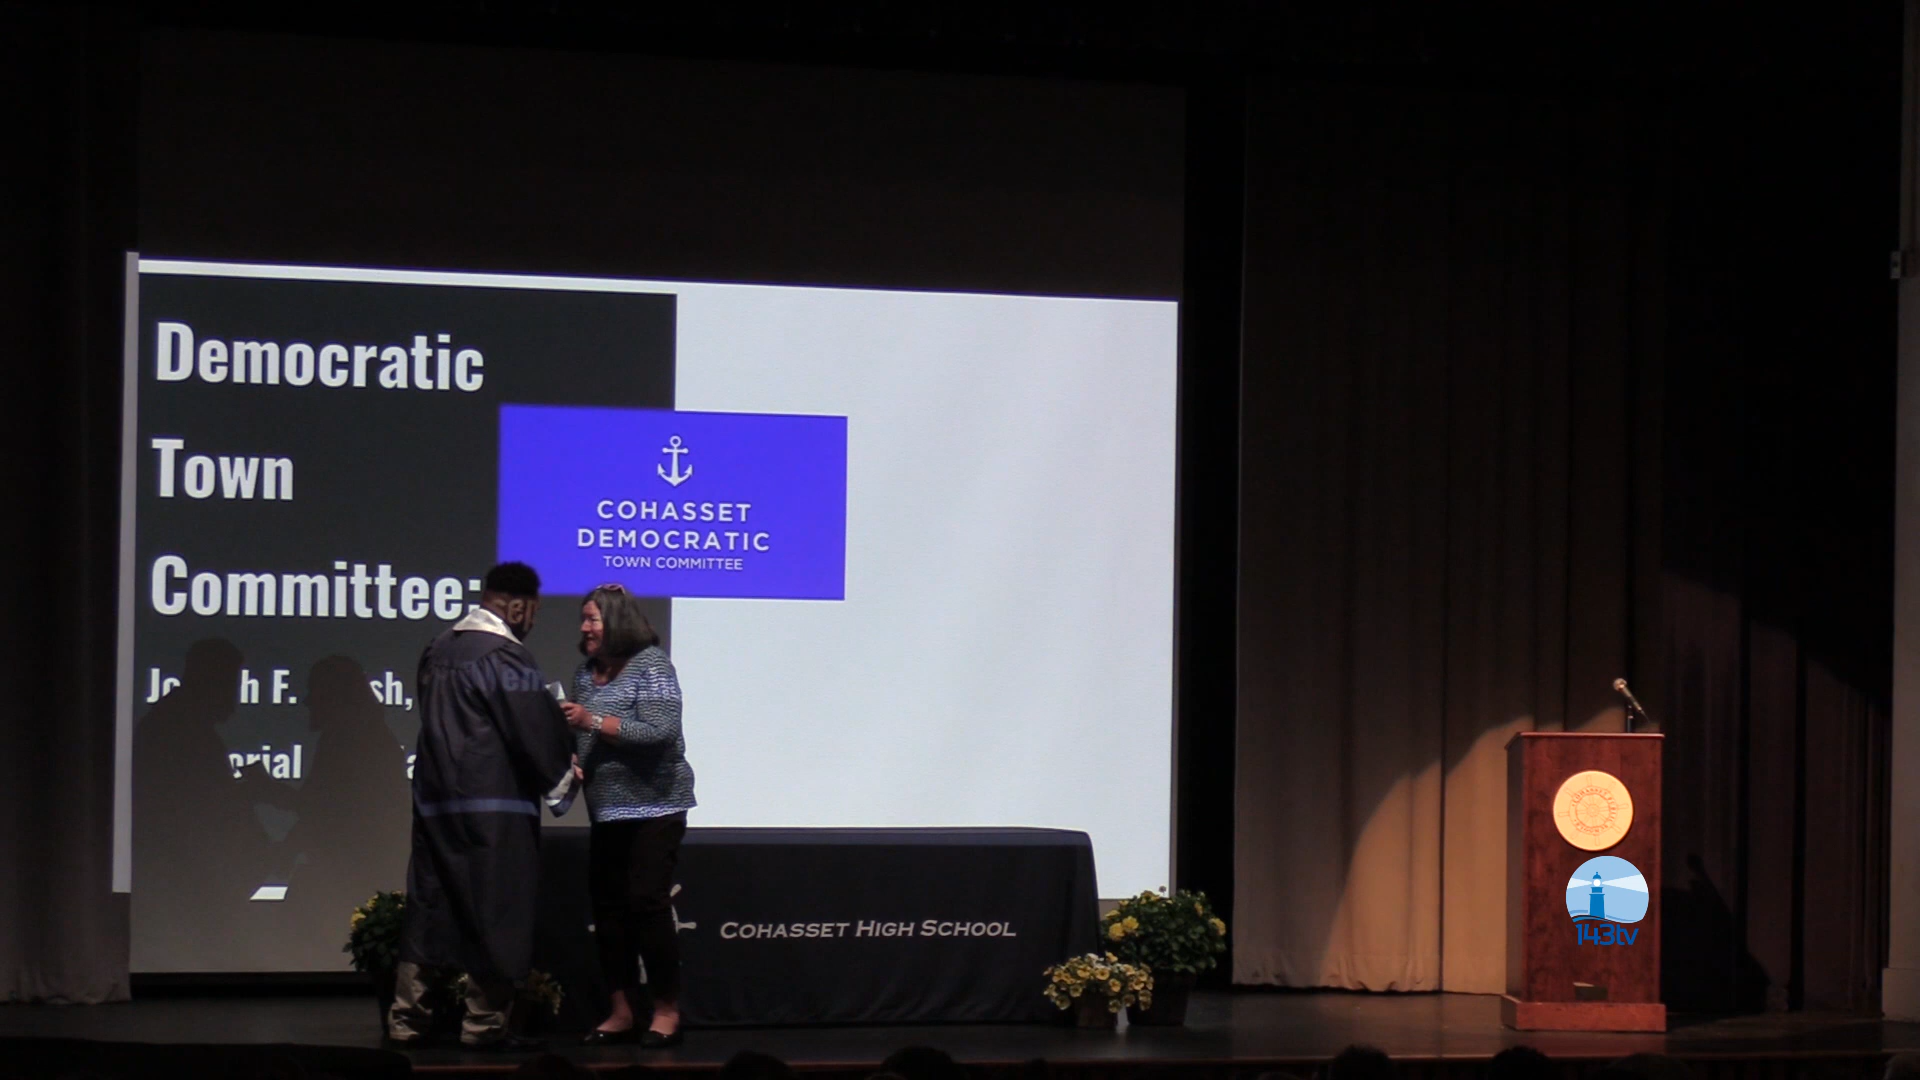 Democratic
Town
Committee:
h F.
COHASSET
DEMOCRATIC
TOWN COMMITTEE
COHASSET HIGH SCHOOL
143tv